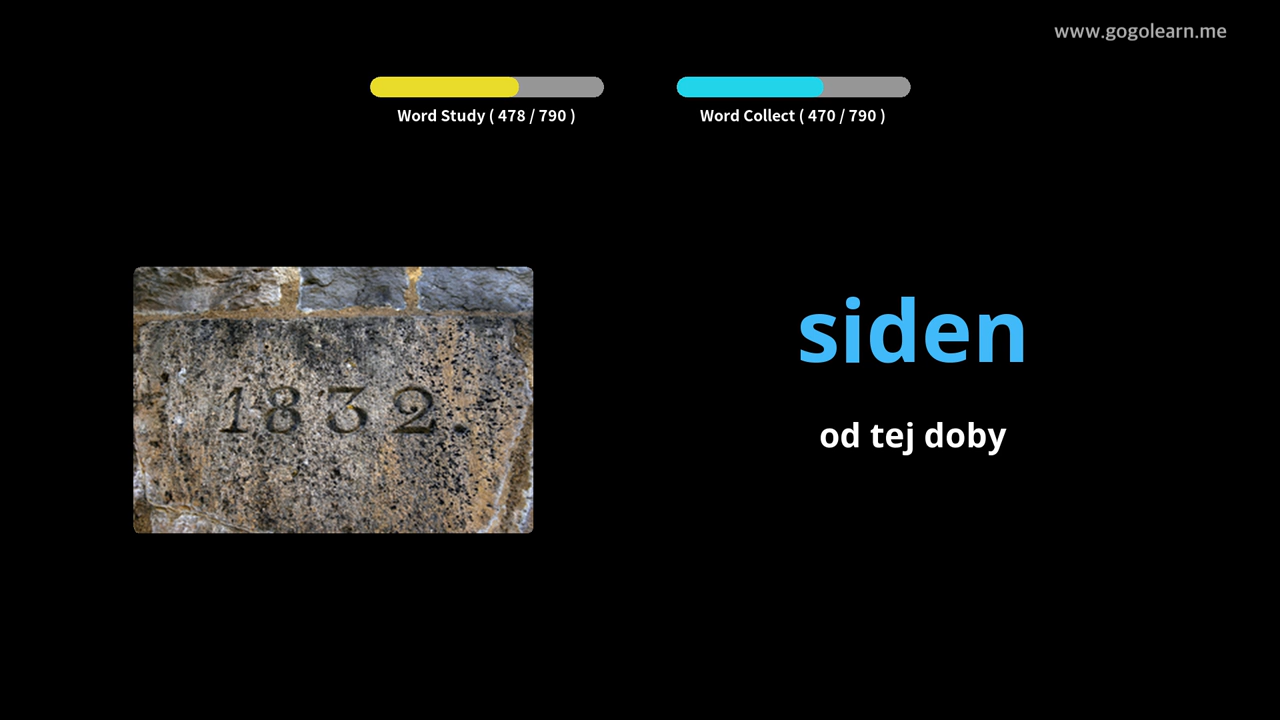 www.gogolearn.me
Word Study ( 478 / 790 )
Word Collect ( 470 / 790 )
1832.
siden
od tej doby